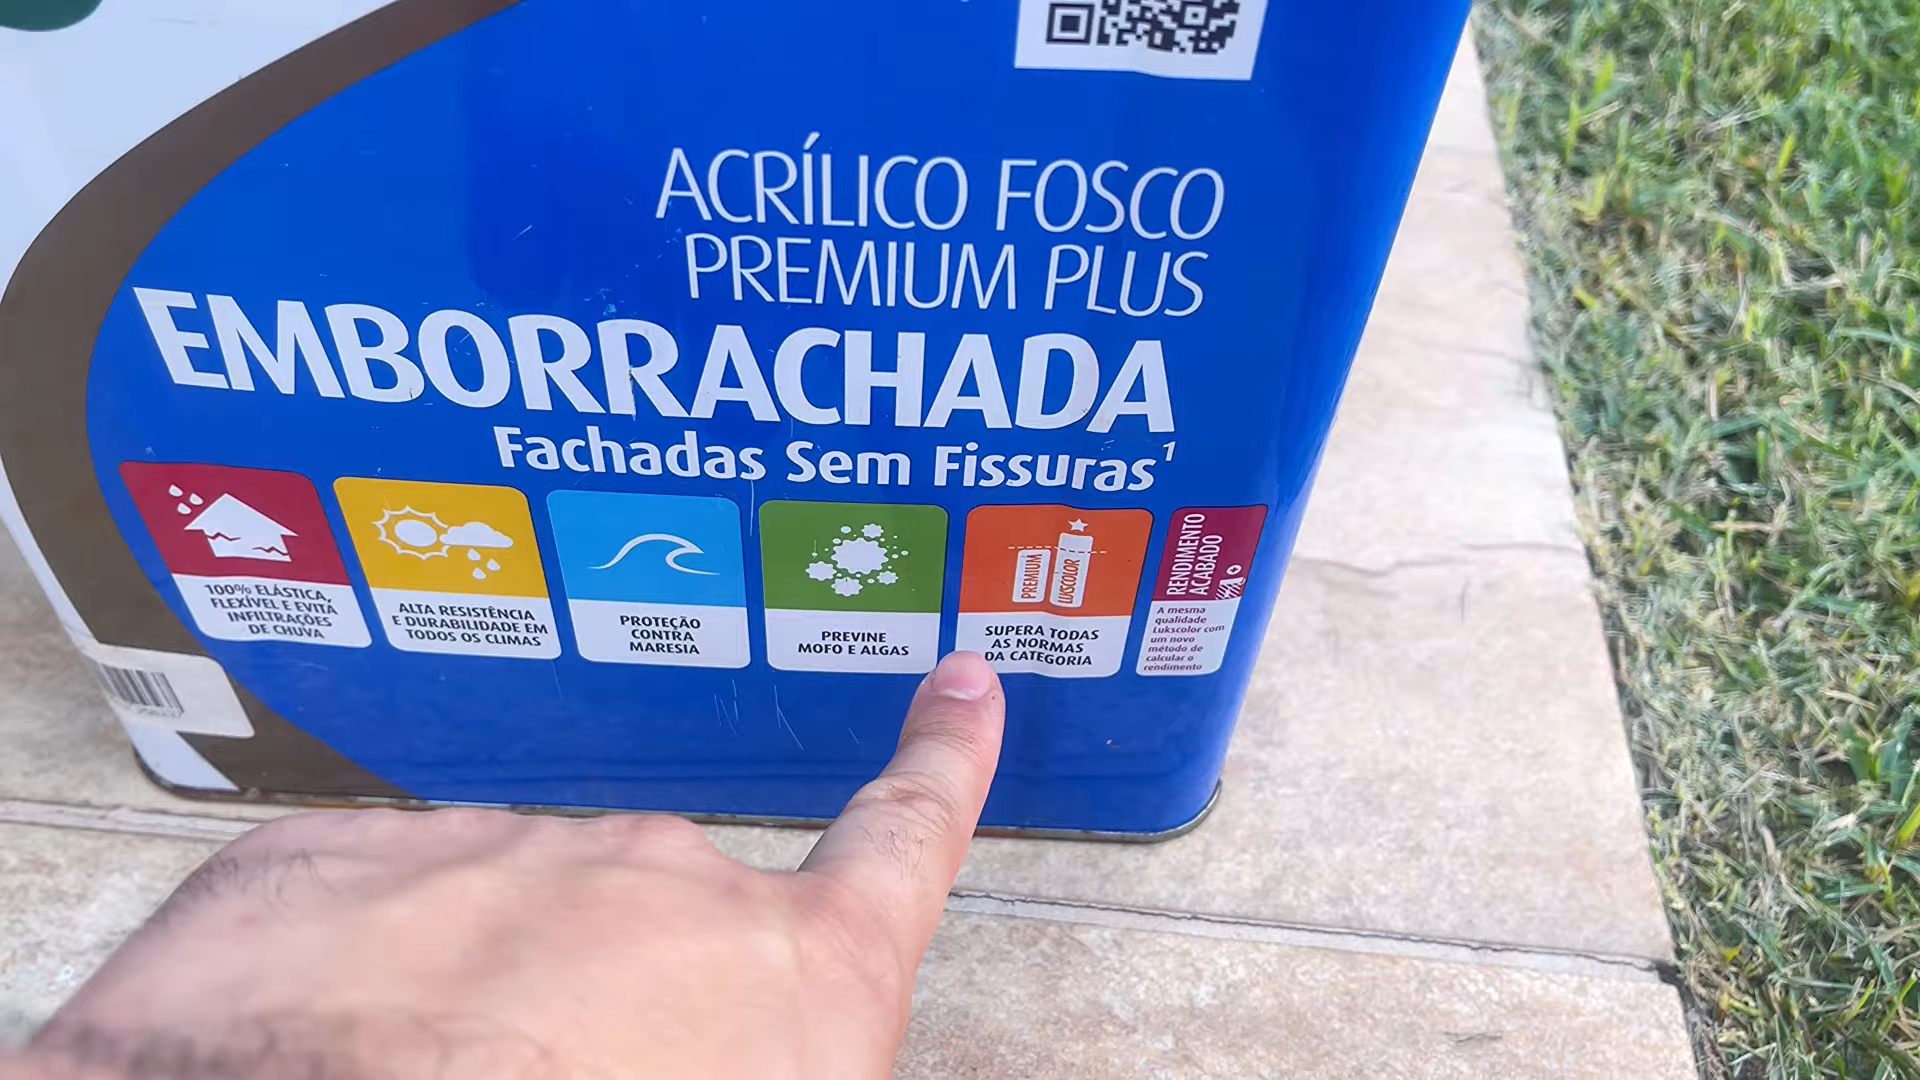 ACRÍLICO FOSCO
PREMIUM PLUS
EMBORRACHADA
Fachadas Sem Fissuras¹
100% ELÁSTICA,
FLEXÍVEL E EVITA
INFILTRAÇÕES
DE CHUVA
ALTA RESISTÊNCIA
E DURABILIDADE EM
TODOS OS CLIMAS
PROTEÇÃO
CONTRA
MARESIA
PREVINE
MOFO E ALGAS
PREMIUM
LUKSCOLOR
SUPERA TODAS
AS NORMAS
DA CATEGORIA
RENDIMENTO
ACABADO
A mesma
qualidade
Lukscolor com
um novo
método de
calcular o
rendimento